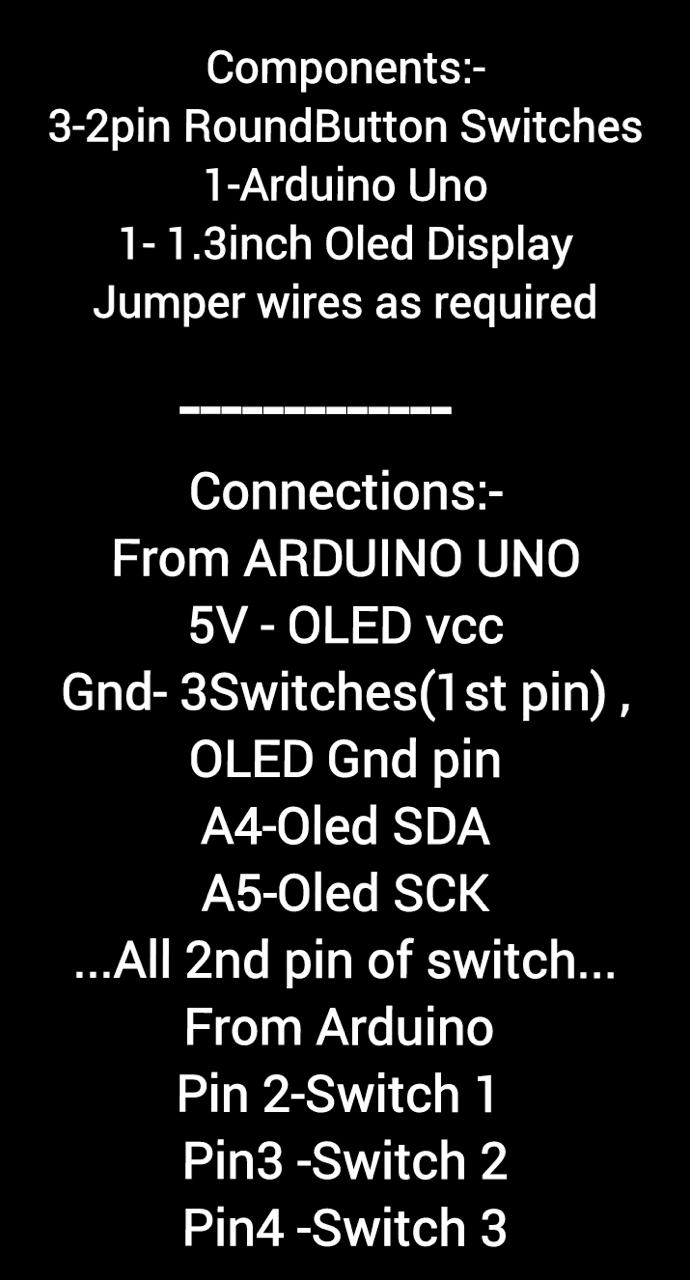 Components:-
3-2pin RoundButton Switches
1-Arduino Uno
1- 1.3inch Oled Display
Jumper wires as required
_____________
Connections:-
From ARDUINO UNO
5V - OLED vcc
Gnd- 3Switches(1st pin) ,
OLED Gnd pin
A4-Oled SDA
A5-Oled SCK
...All 2nd pin of switch...
From Arduino
Pin 2-Switch 1
Pin3 -Switch 2
Pin4 -Switch 3